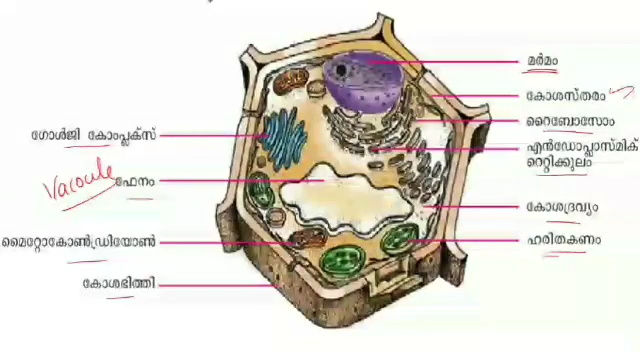 ഗോൾജി കോംപ്ലക്സ്
Vacoule
ഫേനം
മൈറ്റോകോൺഡ്രിയോൺ
കോശഭിത്തി
മർമം
കോശസ്തരം
റൈബോസോം
എൻഡോപ്ലാസ്മിക്
റെറ്റിക്കുലം
കോശദ്രവ്യം
ഹരിതകണം